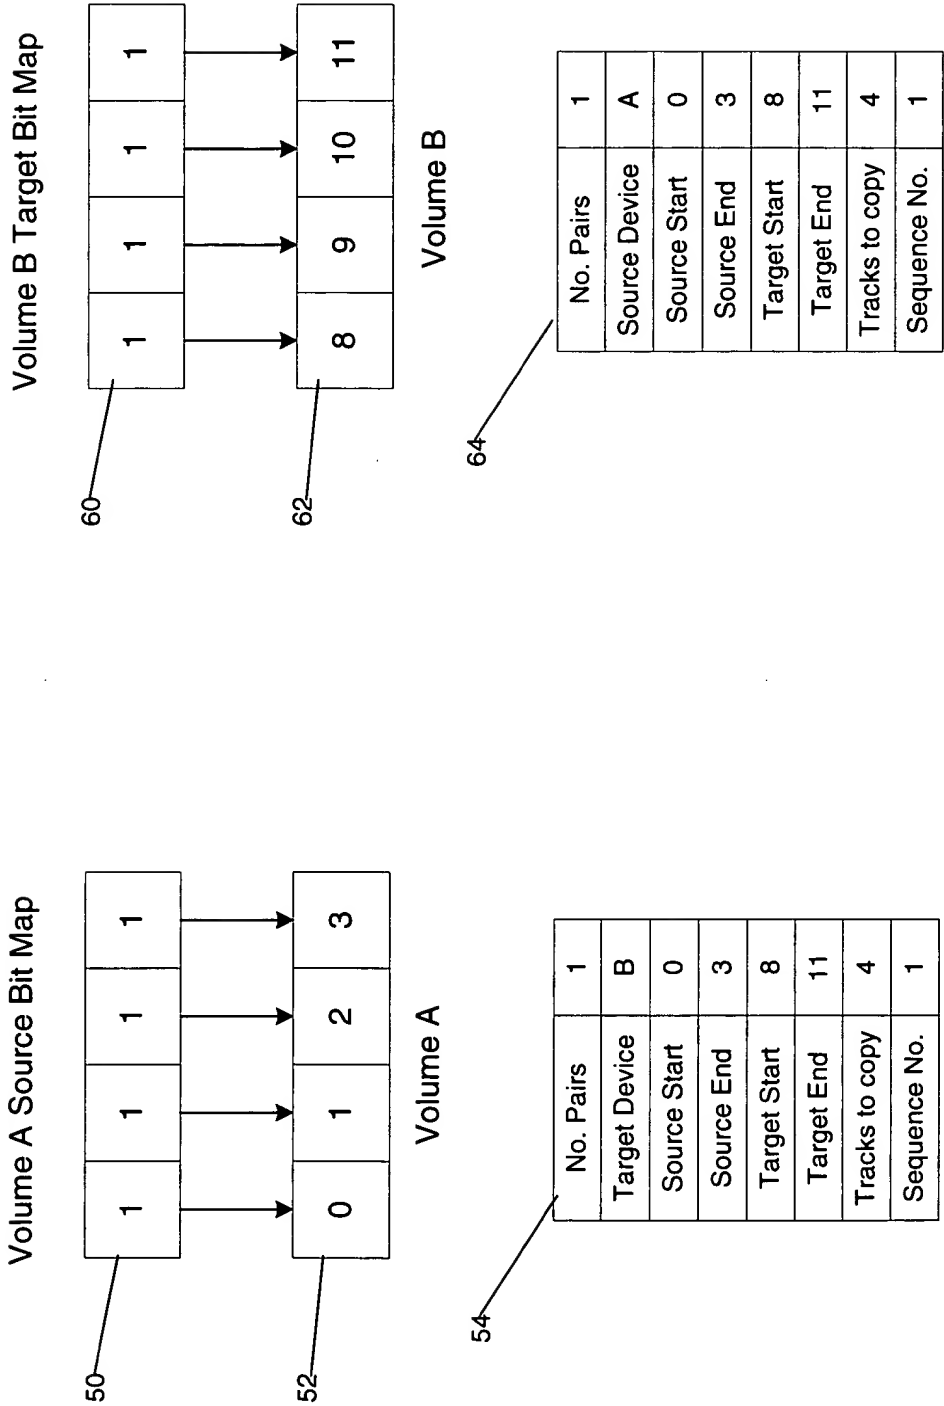 Volume A Source Bit Map
50
1 1 1 1
52
0 1 2 3
Volume A
54
No. Pairs 1
Target Device B
Source Start 0
Source End 3
Target Start 8
Target End 11
Tracks to copy 4
Sequence No. 1
Volume B Target Bit Map
60
1 1 1 1
62
8 9 10 11
Volume B
64
No. Pairs 1
Source Device A
Source Start 0
Source End 3
Target Start 8
Target End 11
Tracks to copy 4
Sequence No. 1